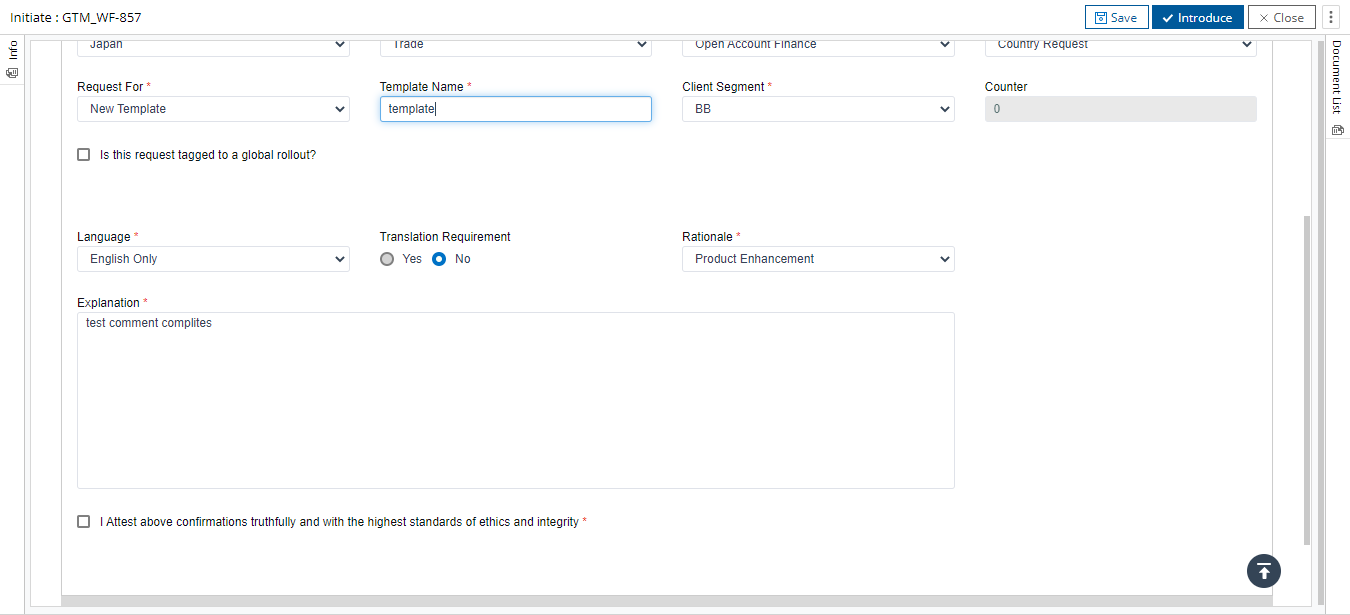 Initiate : GTM_WF-857
Save
Introduce
Close
Info
Document List
Japan
Trade
Open Account Finance
Country Request
Request For *
Template Name *
Client Segment *
Counter
New Template
template
BB
0
Is this request tagged to a global rollout?
Language *
Translation Requirement
Rationale *
English Only
Yes
No
Product Enhancement
Explanation *
test comment complites
I Attest above confirmations truthfully and with the highest standards of ethics and integrity *